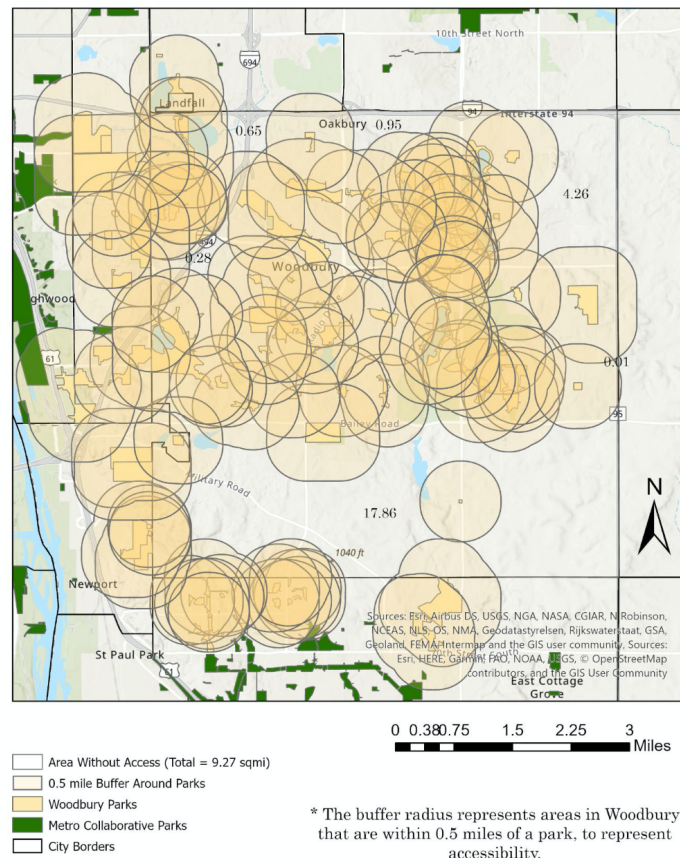 10th Street North
694
Landfall
94
Interstate 94
0.65
Oakbury
0.95
4.26
494
0.28
Woodbury
ghwood
61
0.01
95
Bailey Road
Military Road
17.86
N
1040 ft
Newport
Sources: Esri, Airbus DS, USGS, NGA, NASA, CGIAR, N Robinson,
NCEAS, NLS, OS, NMA, Geodatastyrelsen, Rijkswaterstaat, GSA,
Geoland, FEMA, Intermap and the GIS user community, Sources:
Esri, HERE, Garmin, FAO, NOAA, USGS, © OpenStreetMap
contributors, and the GIS User Community
St Paul Park
61
East Cottage
Grove
0 0.38 0.75 1.5 2.25 3
Miles
Area Without Access (Total = 9.27 sqmi)
0.5 mile Buffer Around Parks
Woodbury Parks
Metro Collaborative Parks
City Borders
* The buffer radius represents areas in Woodbury
that are within 0.5 miles of a park, to represent
accessibility.